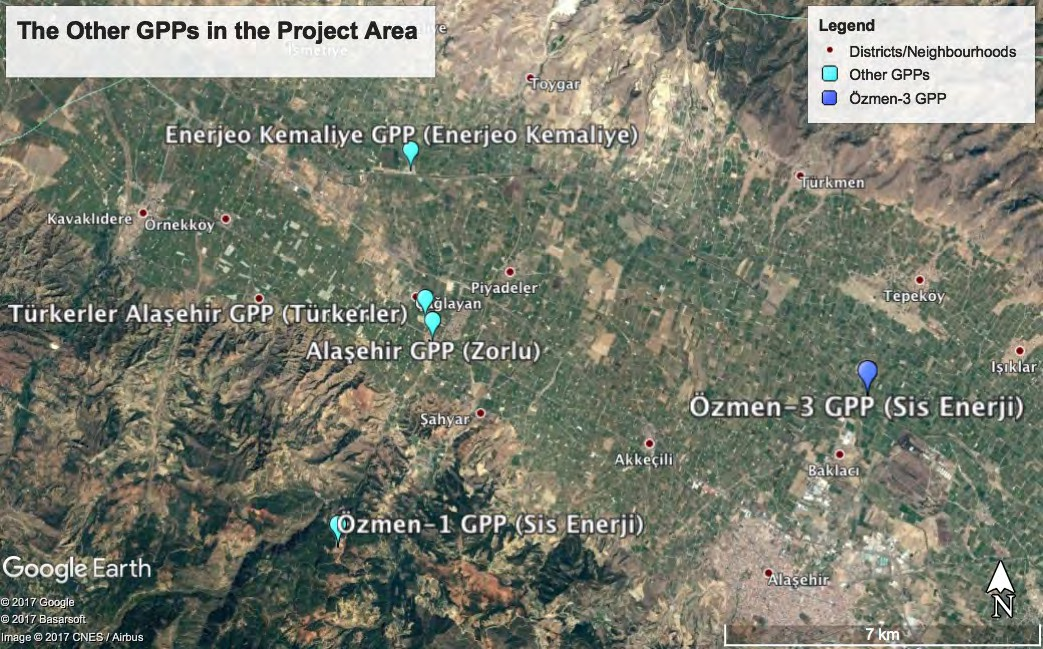 The Other GPPs in the Project Area
Legend
Districts/Neighbourhoods
Other GPPs
Özmen-3 GPP
İsmetiye
Toygar
Enerjeo Kemaliye GPP (Enerjeo Kemaliye)
Türkmen
Kavaklıdere
Örnekköy
Piyadeler
Tepeköy
Türkerler Alaşehir GPP (Türkerler)
Çağlayan
Alaşehir GPP (Zorlu)
Işıklar
Özmen-3 GPP (Sis Enerji)
Şahyar
Akkeçili
Baklacı
Özmen-1 GPP (Sis Enerji)
Google Earth
Alaşehir
© 2017 Google
© 2017 Basarsoft
Image © 2017 CNES / Airbus
N
7 km